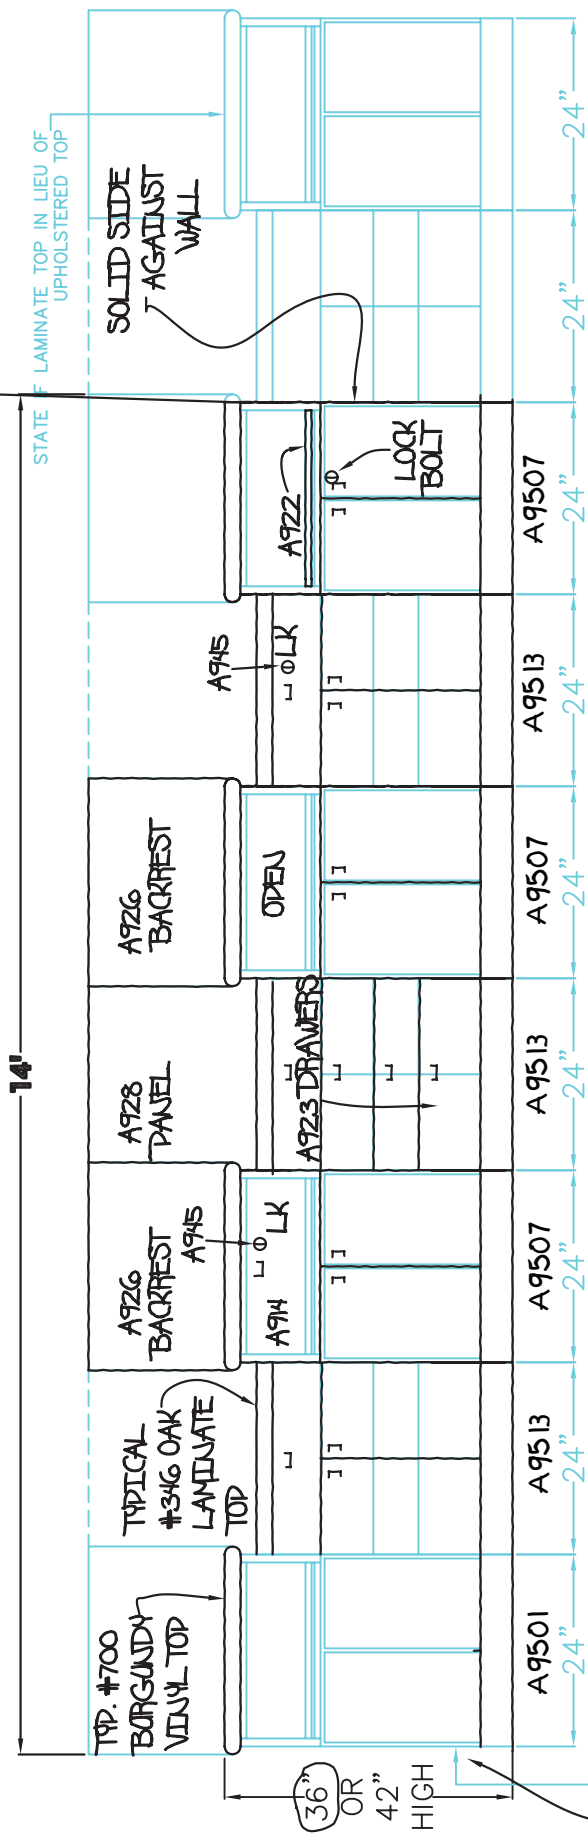 14'
STATE IF LAMINATE TOP IN LIEU OF
UPHOLSTERED TOP
TYP. #700
BURGUNDY
VINYL TOP
TYPICAL
#346 OAK
LAMINATE
TOP
A926
BACKREST
A945
LK
A914
A928
PANEL
A923 DRAWERS
A926
BACKREST
OPEN
A945
LK
A922
LOCK
BOLT
SOLID SIDE
AGAINST
WALL
36"
OR
42"
HIGH
A9501
A9513
A9507
A9513
A9507
A9513
A9507
24"
24"
24"
24"
24"
24"
24"
24"
24"